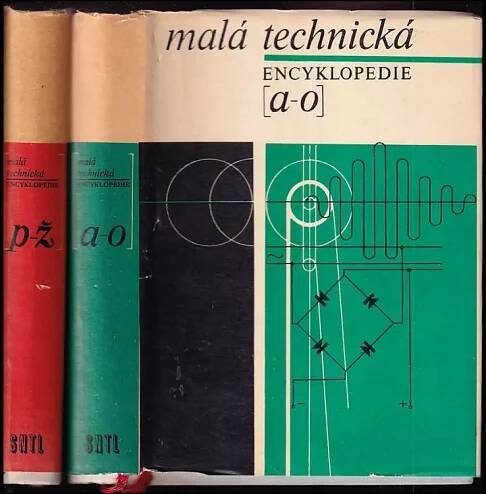 malá technická
ENCYKLOPEDIE
[a-o]
malá
technická
ENCYKLOPEDIE
[p-ž]
SNTL
malá
technická
ENCYKLOPEDIE
[a-o]
SNTL
~
-
+